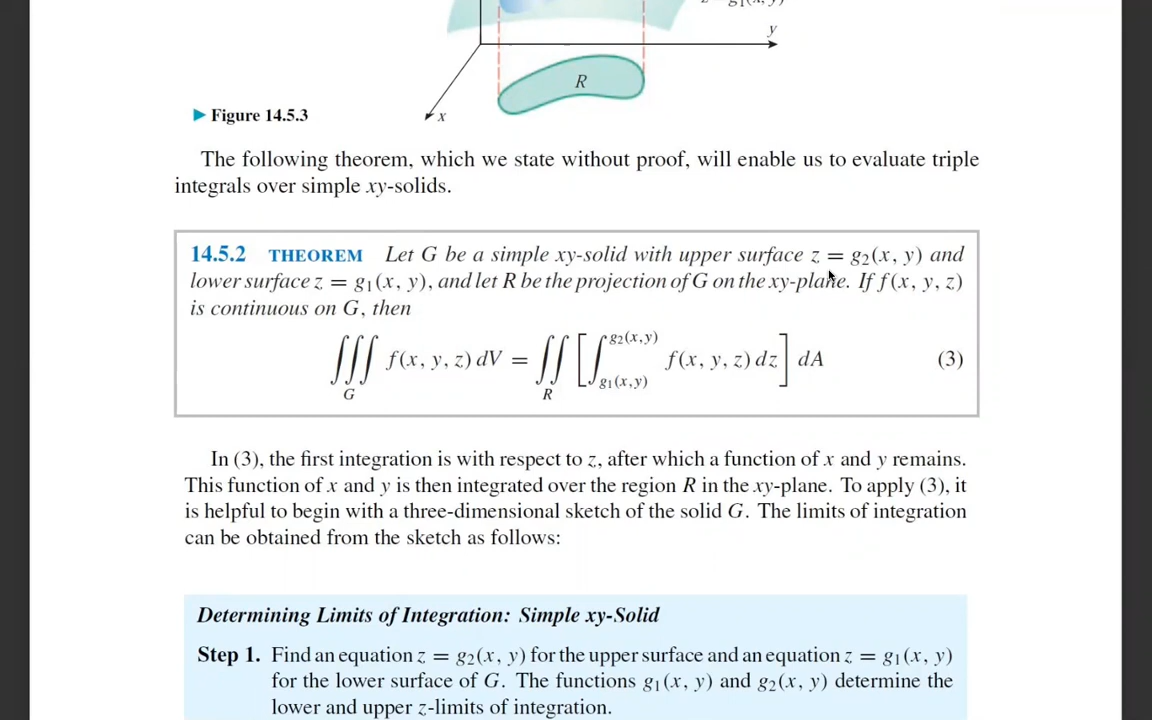 y
R
x
▶ Figure 14.5.3
The following theorem, which we state without proof, will enable us to evaluate triple
integrals over simple xy-solids.
14.5.2 THEOREM Let G be a simple xy-solid with upper surface z = g₂(x, y) and
lower surface z = g₁(x, y), and let R be the projection of G on the xy-plane. If f(x, y, z)
is continuous on G, then
∭_G f(x, y, z) dV = ∬_R [∫_{g₁(x,y)}^{g₂(x,y)} f(x, y, z) dz] dA (3)
In (3), the first integration is with respect to z, after which a function of x and y remains.
This function of x and y is then integrated over the region R in the xy-plane. To apply (3), it
is helpful to begin with a three-dimensional sketch of the solid G. The limits of integration
can be obtained from the sketch as follows:
Determining Limits of Integration: Simple xy-Solid
Step 1. Find an equation z = g₂(x, y) for the upper surface and an equation z = g₁(x, y)
for the lower surface of G. The functions g₁(x, y) and g₂(x, y) determine the
lower and upper z-limits of integration.